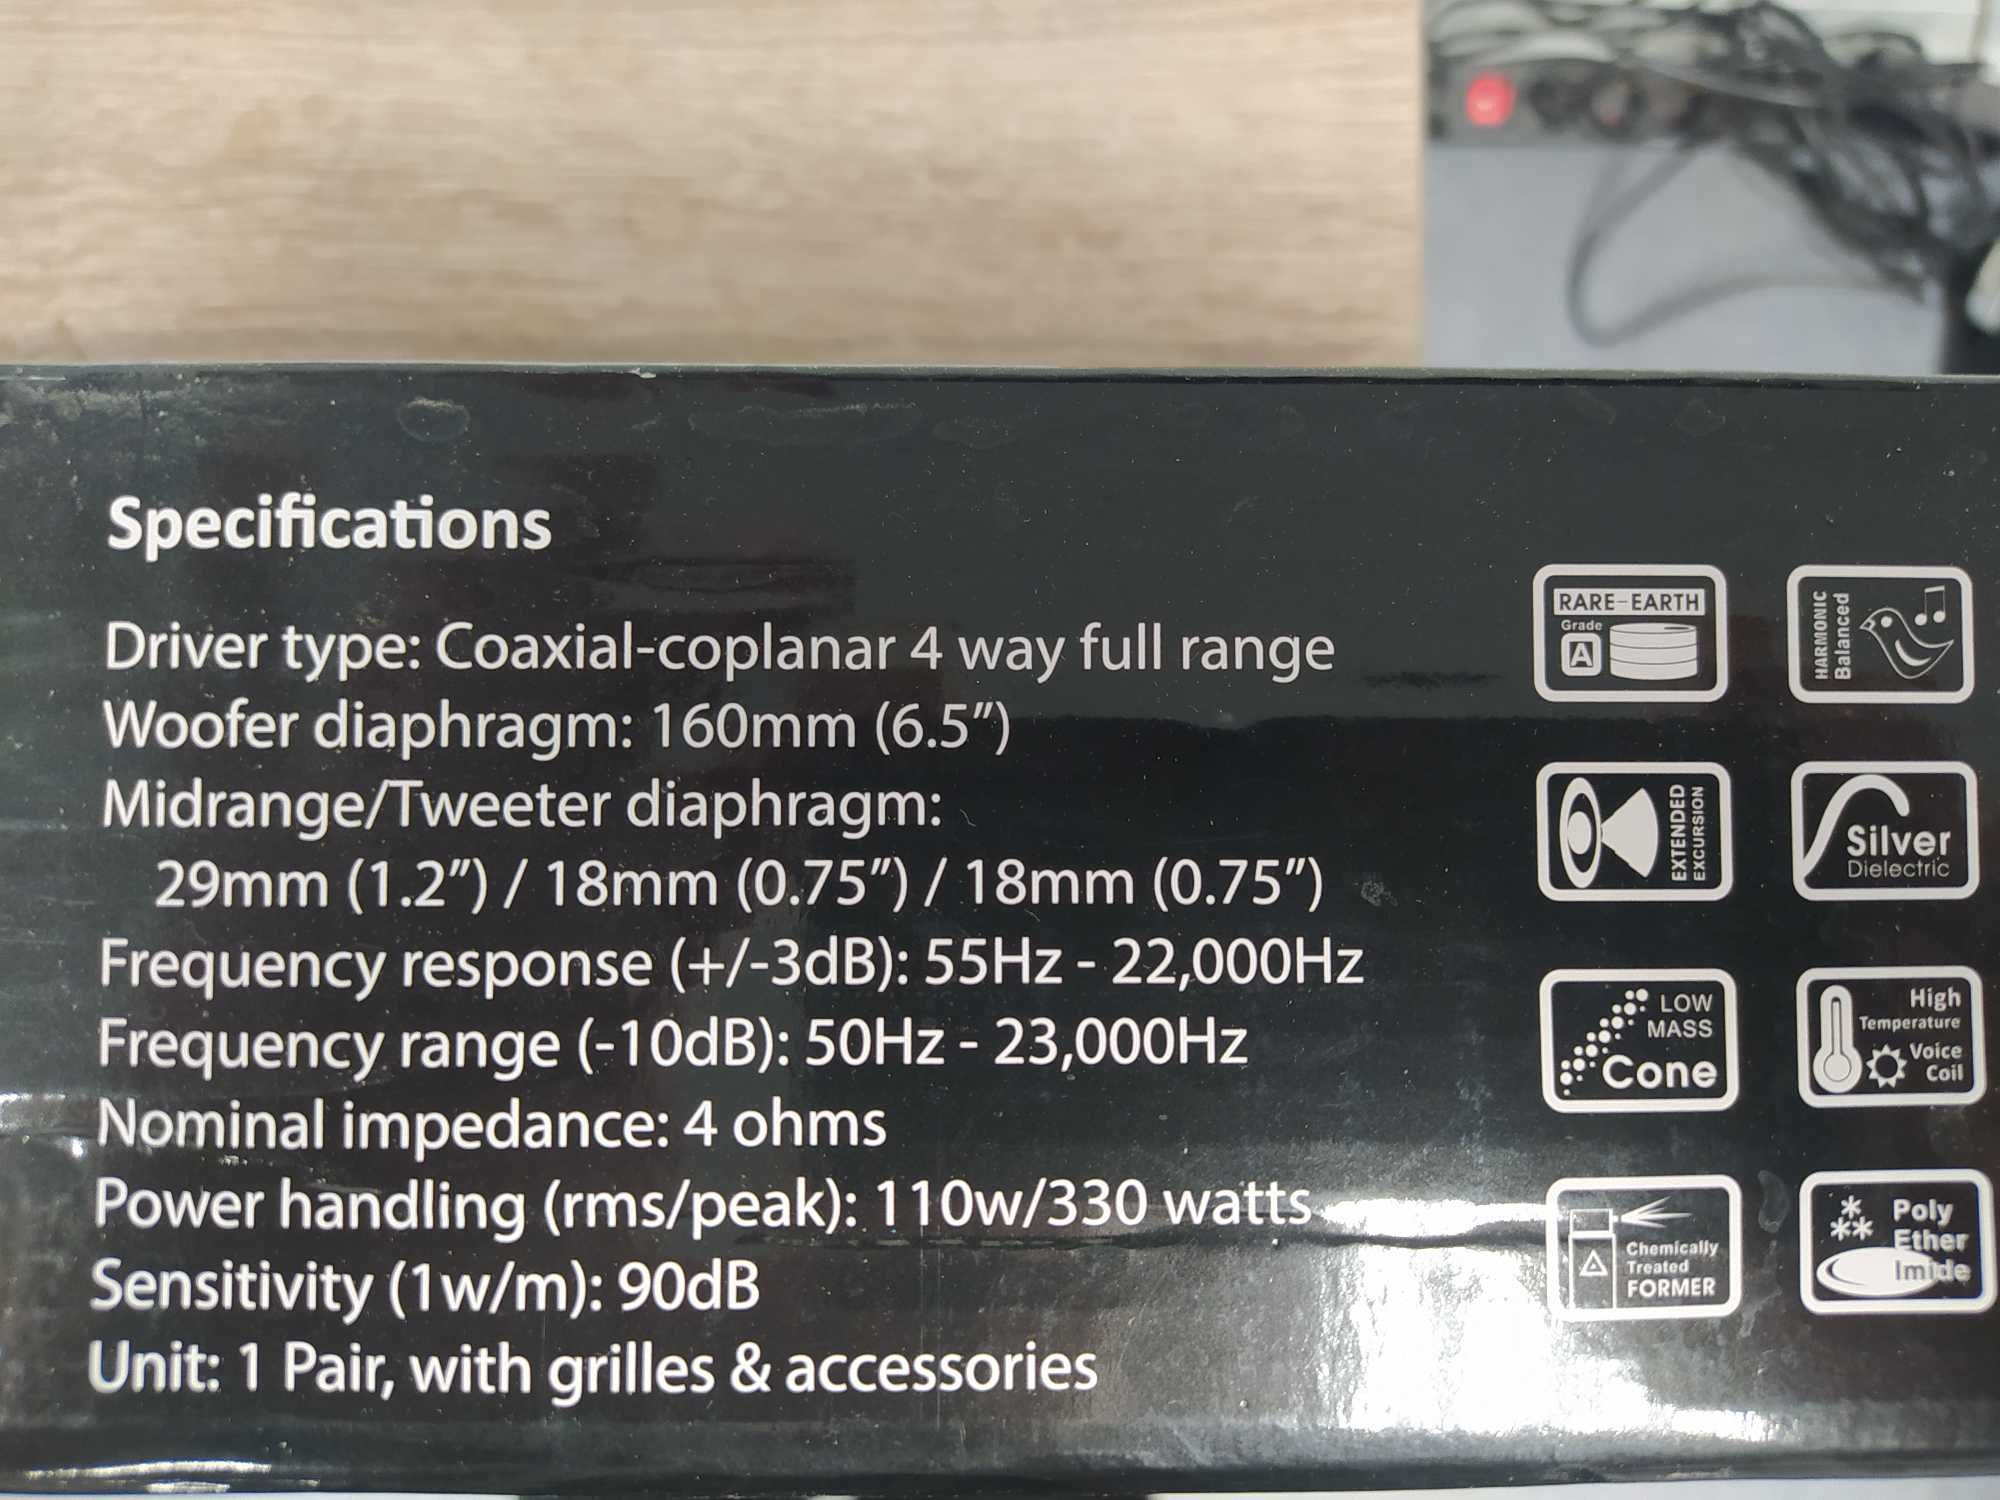 Specifications
Driver type: Coaxial-coplanar 4 way full range
Woofer diaphragm: 160mm (6.5")
Midrange/Tweeter diaphragm:
29mm (1.2") / 18mm (0.75") / 18mm (0.75")
Frequency response (+/-3dB): 55Hz - 22,000Hz
Frequency range (-10dB): 50Hz - 23,000Hz
Nominal impedance: 4 ohms
Power handling (rms/peak): 110w/330 watts
Sensitivity (1w/m): 90dB
Unit: 1 Pair, with grilles & accessories
RARE-EARTH
Grade
A
HARMONIC
Balanced
EXTENDED
EXCURSION
Silver
Dielectric
LOW
MASS
Cone
High
Temperature
Voice
Coil
Chemically
Treated
FORMER
Poly
Ether
Imide